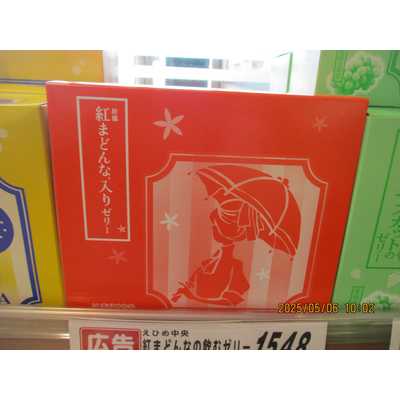 紅まどんな入りゼリー
2025/05/06 10:02
広告
えひめ中央
紅まどんなの飲むゼリー 1548